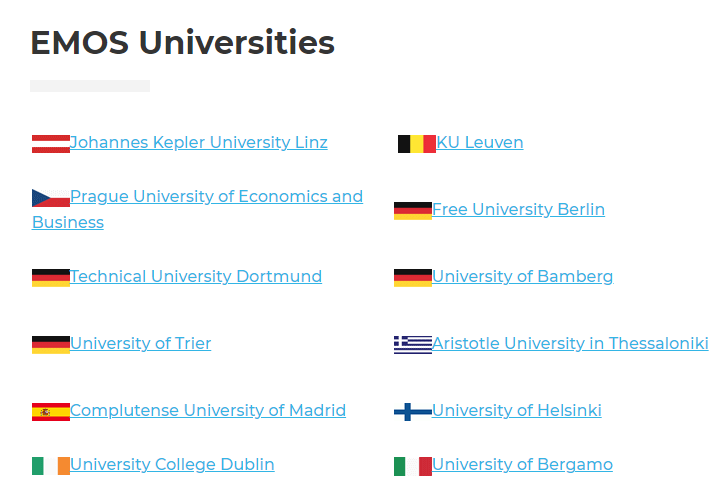 EMOS Universities
Johannes Kepler University Linz
KU Leuven
Prague University of Economics and
Business
Free University Berlin
Technical University Dortmund
University of Bamberg
University of Trier
Aristotle University in Thessaloniki
Complutense University of Madrid
University of Helsinki
University College Dublin
University of Bergamo